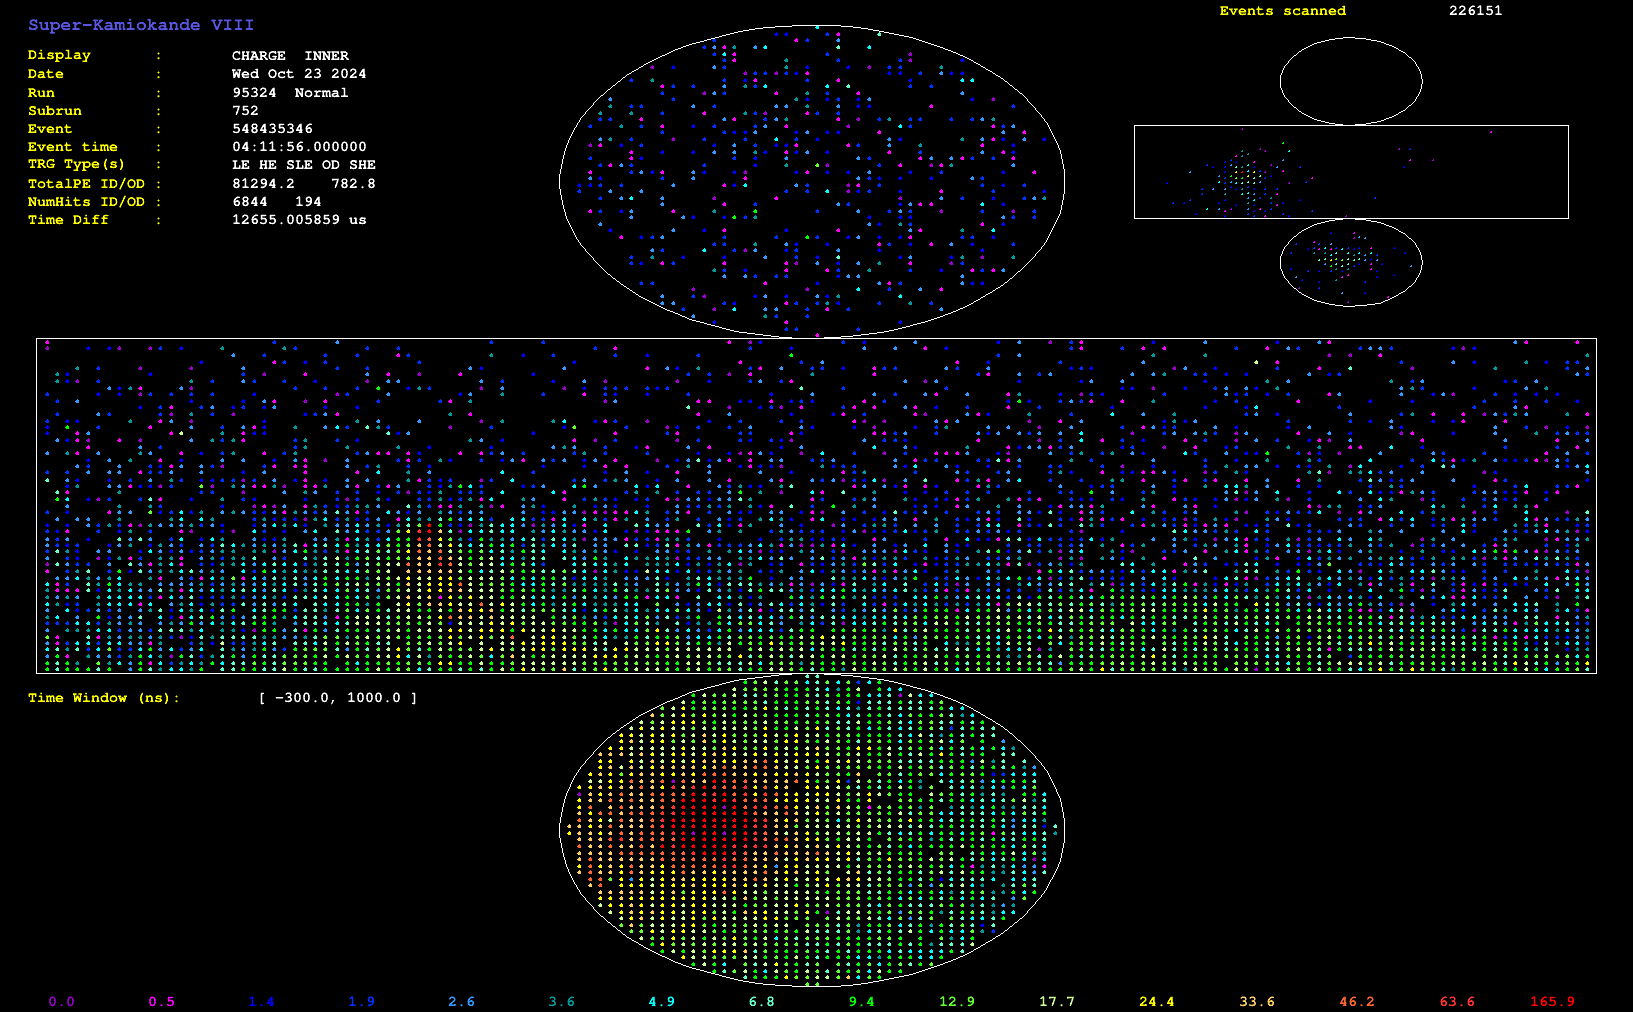 Super-Kamiokande VIII
Events scanned 226151
Display : CHARGE INNER
Date : Wed Oct 23 2024
Run : 95324 Normal
Subrun : 752
Event : 548435346
Event time : 04:11:56.000000
TRG Type(s) : LE HE SLE OD SHE
TotalPE ID/OD : 81294.2 782.8
NumHits ID/OD : 6844 194
Time Diff : 12655.005859 us
Time Window (ns): [ −300.0, 1000.0 ]
0.0 0.5 1.4 1.9 2.6 3.6 4.9 6.8 9.4 12.9 17.7 24.4 33.6 46.2 63.6 165.9